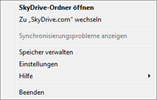 SkyDrive-Ordner öffnen
Zu „SkyDrive.com" wechseln
Synchronisierungsprobleme anzeigen
Speicher verwalten
Einstellungen
Hilfe
Beenden